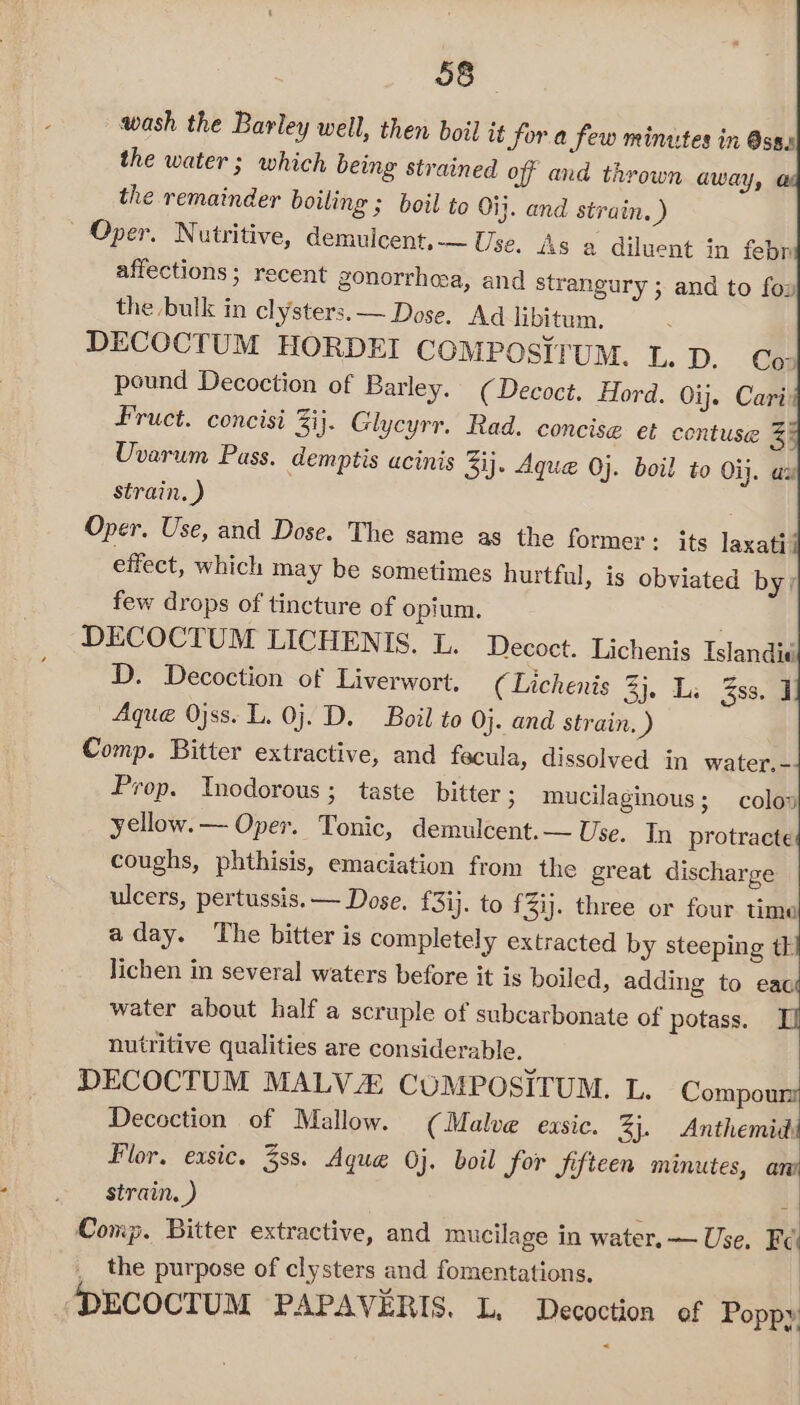 58
wash the Barley well, then boil it for a few minutes in Osss
the water; which being strained off and thrown away, a
the remainder boiling; boil to Oij. and strain.)
Oper. Nutritive, demulcent.— Use. As a diluent in febr
affections; recent gonorrhœa, and strangury; and to fo
the bulk in clysters.— Dose. Ad libitum.
DECOCTUM HORDEI COMPOSĬTUM. L. D. Co
pound Decoction of Barley. (Decoct. Hord. Oij. Cari
Fruct. concisi ℥ij. Glycyrr. Rad. concisæ et contusæ ℥
Uvarum Pass. demptis acinis ℥ij. Aquæ Oj. boil to Oij. a
strain.)
Oper. Use, and Dose. The same as the former: its laxati
effect, which may be sometimes hurtful, is obviated by
few drops of tincture of opium.
DECOCTUM LICHENIS. L. Decoct. Lichenis Islandi
D. Decoction of Liverwort. (Lichenis ℥j. L. ℥ss.
Aquæ Ojss. L. Oj. D. Boil to Oj. and strain.)
Comp. Bitter extractive, and fæcula, dissolved in water.-
Prop. Inodorous; taste bitter; mucilaginous; colo
yellow.— Oper. Tonic, demulcent.— Use. In protracte
coughs, phthisis, emaciation from the great discharge
ulcers, pertussis.— Dose. fʒij. to f℥ij. three or four time
a day. The bitter is completely extracted by steeping t
lichen in several waters before it is boiled, adding to eac
water about half a scruple of subcarbonate of potass. I
nutritive qualities are considerable.
DECOCTUM MALVÆ COMPOSĬTUM. L. Compoun
Decoction of Mallow. (Malvæ exsic. ℥j. Anthemid
Flor. exsic. ℥ss. Aquæ Oj. boil for fifteen minutes, an
strain.)
Comp. Bitter extractive, and mucilage in water.— Use. Fo
the purpose of clysters and fomentations.
DECOCTUM PAPAVĔRIS. L. Decoction of Poppy